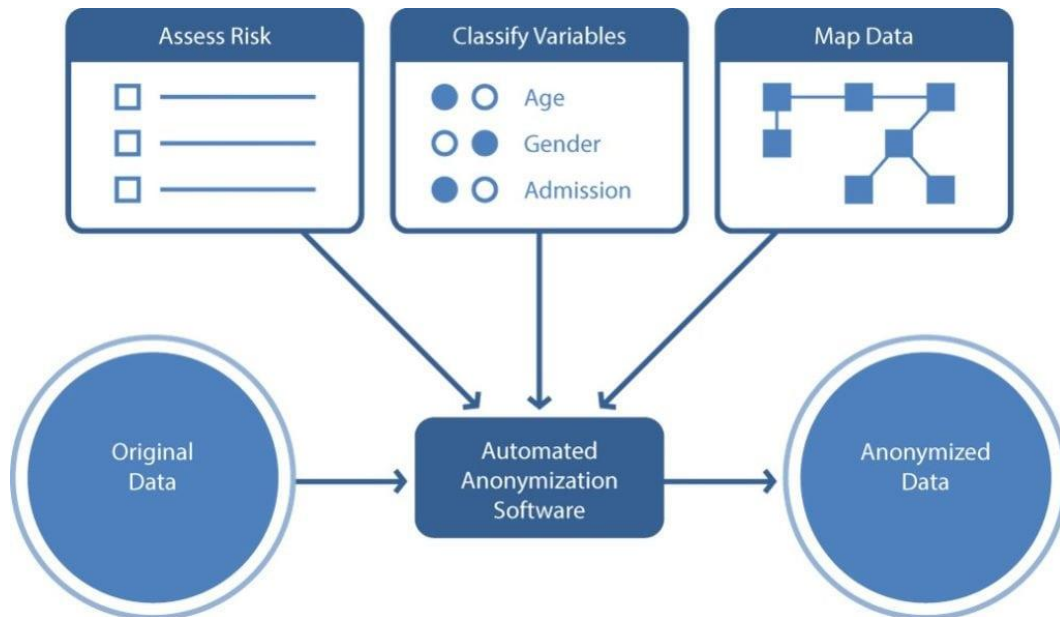 Assess Risk
Classify Variables
Map Data
Age
Gender
Admission
Original
Data
Automated
Anonymization
Software
Anonymized
Data